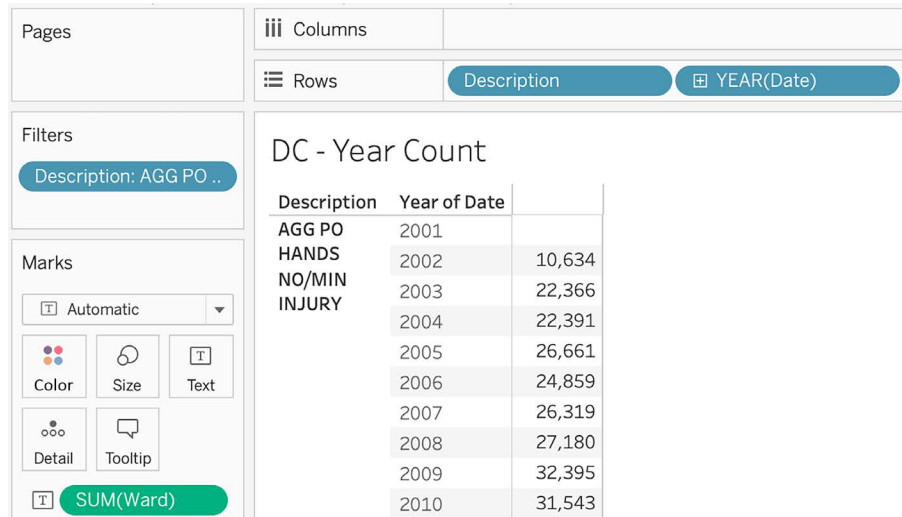 Pages
Columns
Rows
Description
YEAR(Date)
Filters
Description: AGG PO ..
Marks
Automatic
Color
Size
Text
Detail
Tooltip
SUM(Ward)
DC - Year Count
Description Year of Date
AGG PO
HANDS
NO/MIN
INJURY
2001
2002 10,634
2003 22,366
2004 22,391
2005 26,661
2006 24,859
2007 26,319
2008 27,180
2009 32,395
2010 31,543